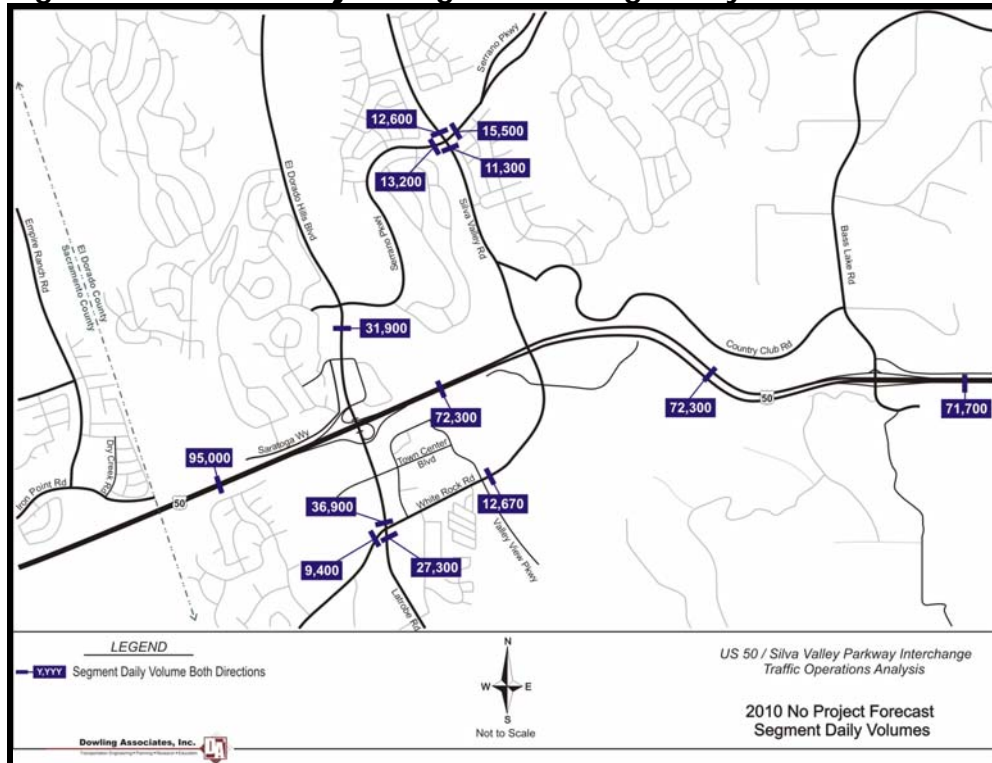 Serrano Pkwy
12,600
15,500
13,200
11,300
El Dorado Hills Blvd
Silva Valley Rd
Serrano Pkwy
Empire Ranch Rd
El Dorado County
Sacramento County
Bass Lake Rd
31,900
Country Club Rd
72,300
72,300
50
71,700
Saratoga Wy
Town Center
Blvd
95,000
Dry Creek Rd
Iron Point Rd
50
36,900
White Rock Rd
12,670
9,400
27,300
Valley View Pkwy
Latrobe Rd
LEGEND
Y,YYY Segment Daily Volume Both Directions
N
W E
S
Not to Scale
US 50 / Silva Valley Parkway Interchange
Traffic Operations Analysis
2010 No Project Forecast
Segment Daily Volumes
Dowling Associates, Inc.
DA